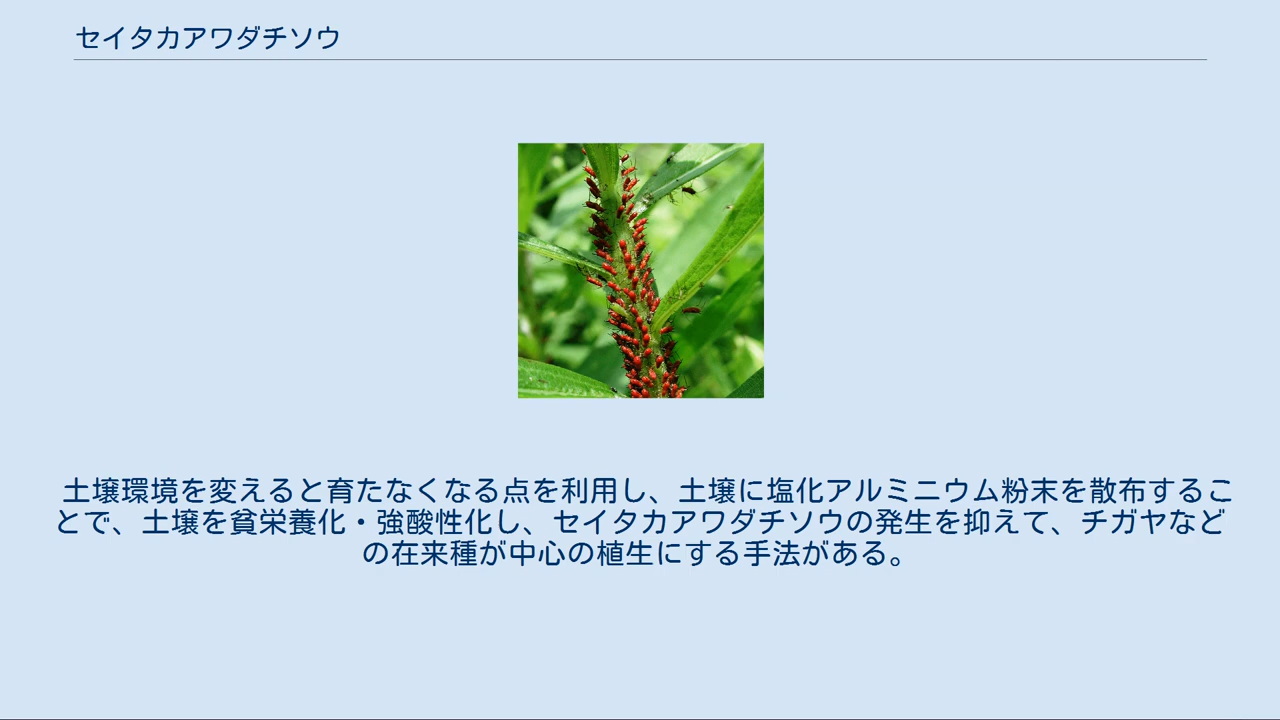 セイタカアワダチソウ
土壌環境を変えると育たなくなる点を利用し、土壌に塩化アルミニウム粉末を散布するこ
とで、土壌を貧栄養化・強酸性化し、セイタカアワダチソウの発生を抑えて、チガヤなど
の在来種が中心の植生にする手法がある。